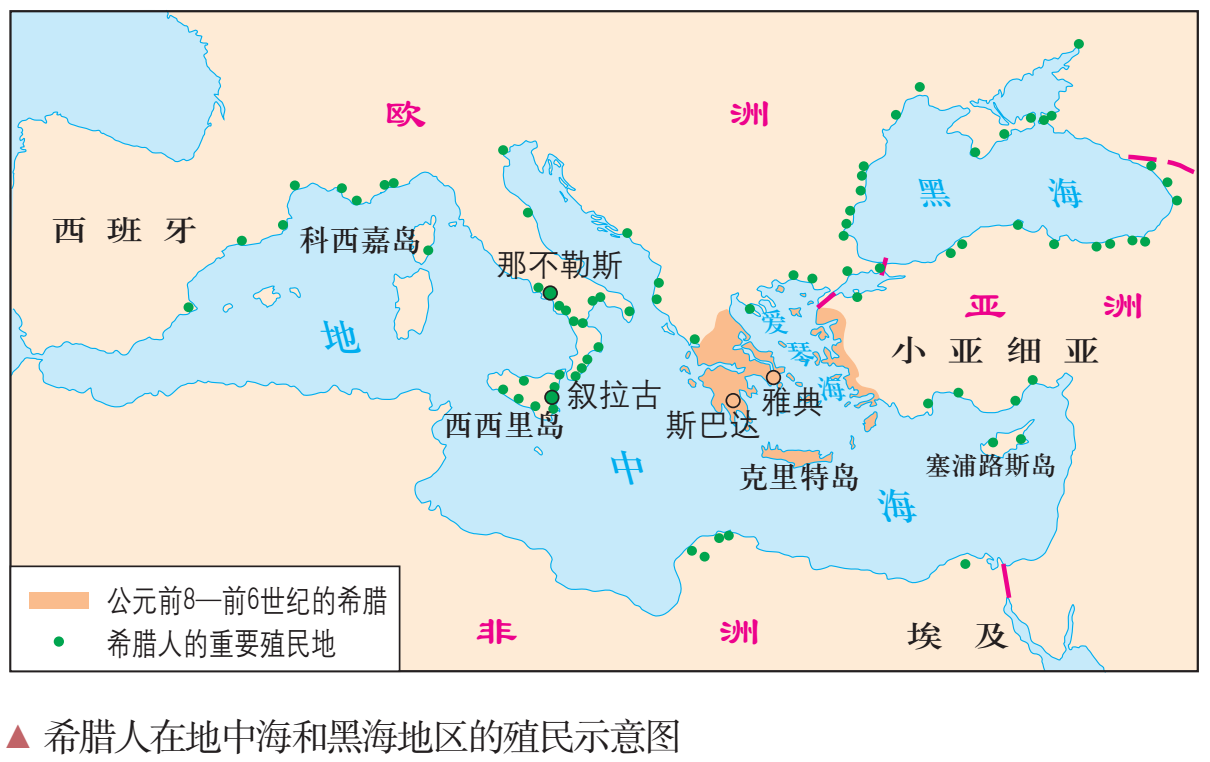 欧洲
黑海
西班牙
科西嘉岛
那不勒斯
地中海
亚洲
爱琴海
小亚细亚
叙拉古
雅典
斯巴达
西西里岛
克里特岛
塞浦路斯岛
非洲
埃及
公元前8—前6世纪的希腊
希腊人的重要殖民地
▲ 希腊人在地中海和黑海地区的殖民示意图